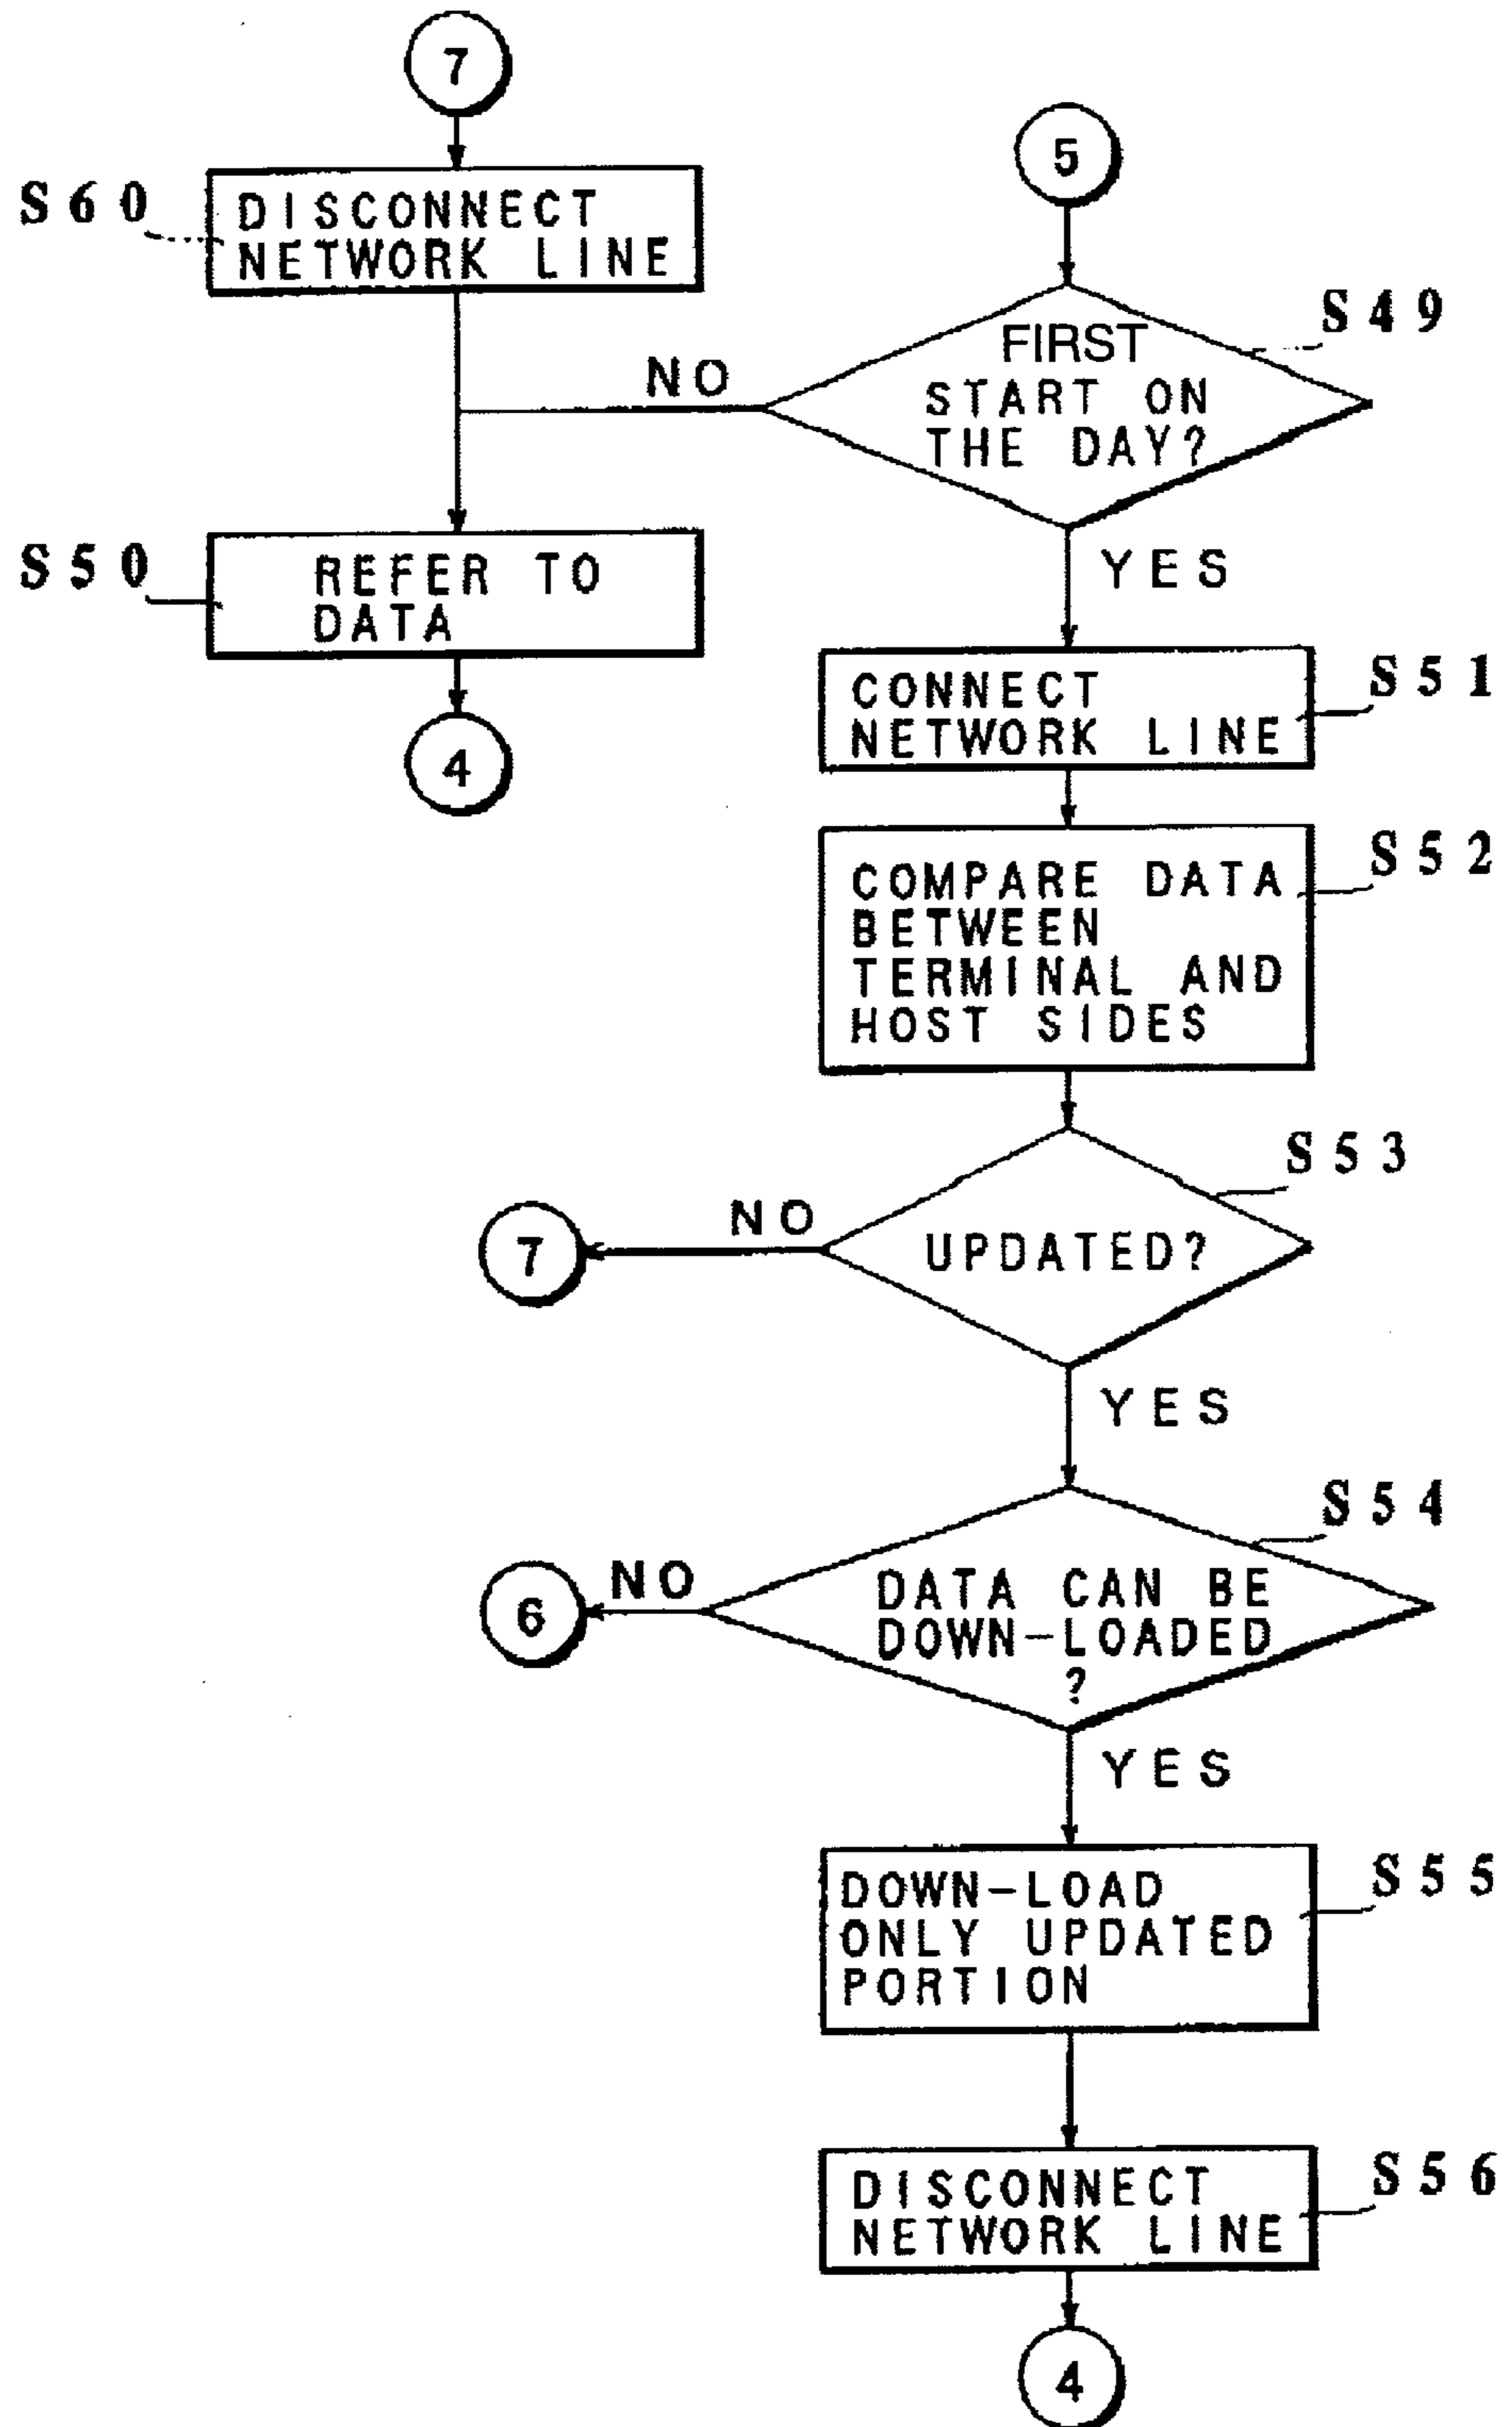 7
S60
DISCONNECT
NETWORK LINE
S50
REFER TO
DATA
4
5
S49
FIRST
START ON
THE DAY?
NO
YES
S51
CONNECT
NETWORK LINE
S52
COMPARE DATA
BETWEEN
TERMINAL AND
HOST SIDES
S53
UPDATED?
NO
7
YES
S54
DATA CAN BE
DOWN-LOADED
?
NO
6
YES
S55
DOWN-LOAD
ONLY UPDATED
PORTION
S56
DISCONNECT
NETWORK LINE
4